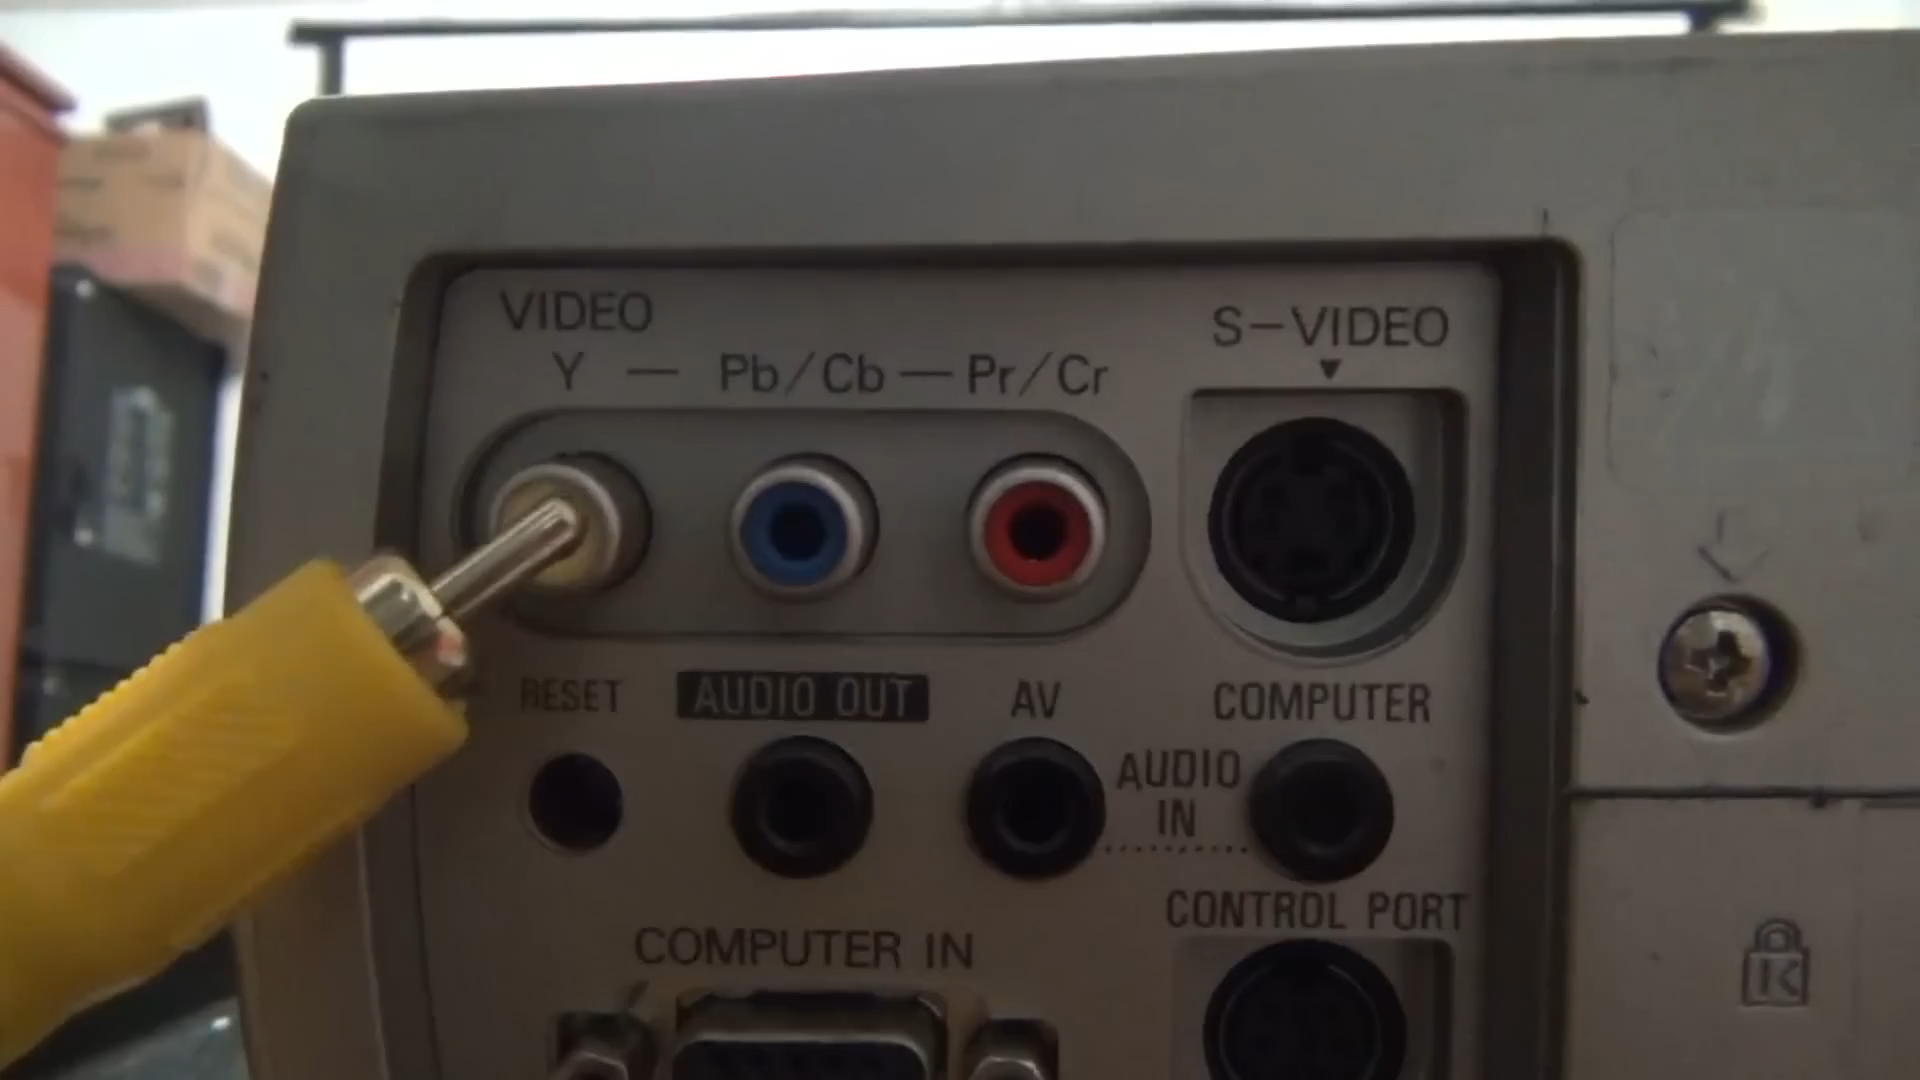 VIDEO
Y — Pb/Cb — Pr/Cr
S-VIDEO
RESET
AUDIO OUT
AV
COMPUTER
AUDIO
IN
CONTROL PORT
COMPUTER IN
K